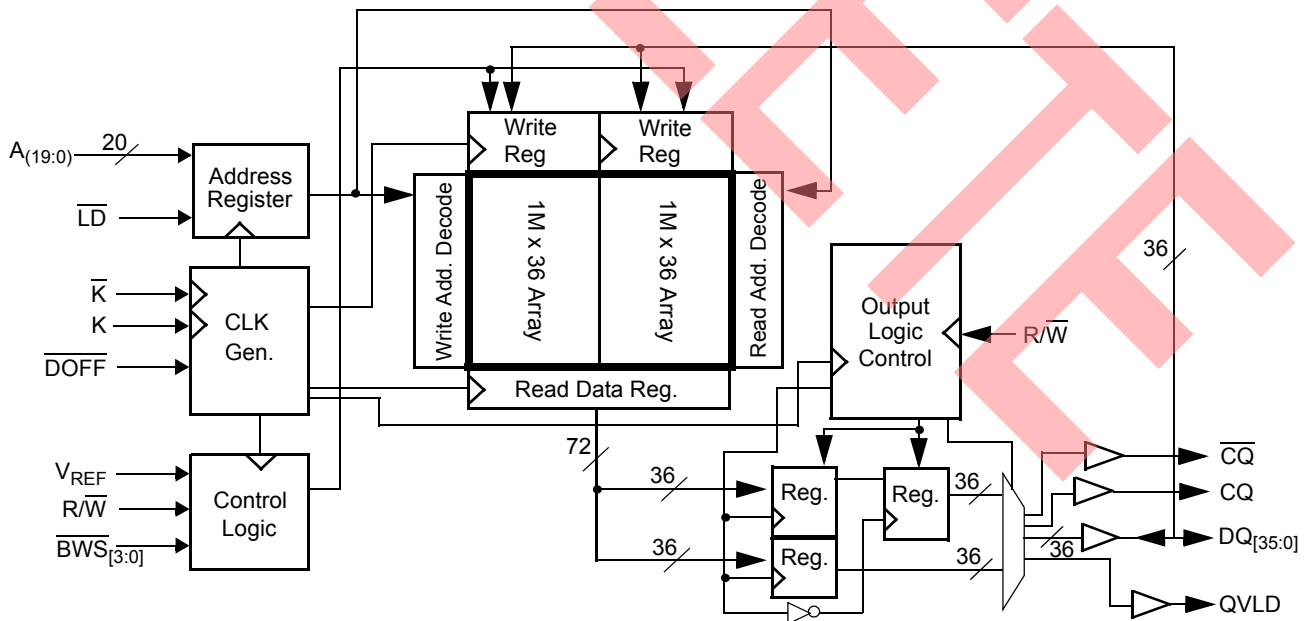 A(19:0)
20
LD
Address
Register
K
K
DOFF
CLK
Gen.
VREF
R/W
BWS[3:0]
Control
Logic
Write
Reg
Write
Reg
Write Add. Decode
1M x 36 Array
1M x 36 Array
Read Add. Decode
Read Data Reg.
Output
Logic
Control
R/W
36
72
36
Reg.
Reg.
36
36
Reg.
36
36
CQ
CQ
DQ[35:0]
QVLD